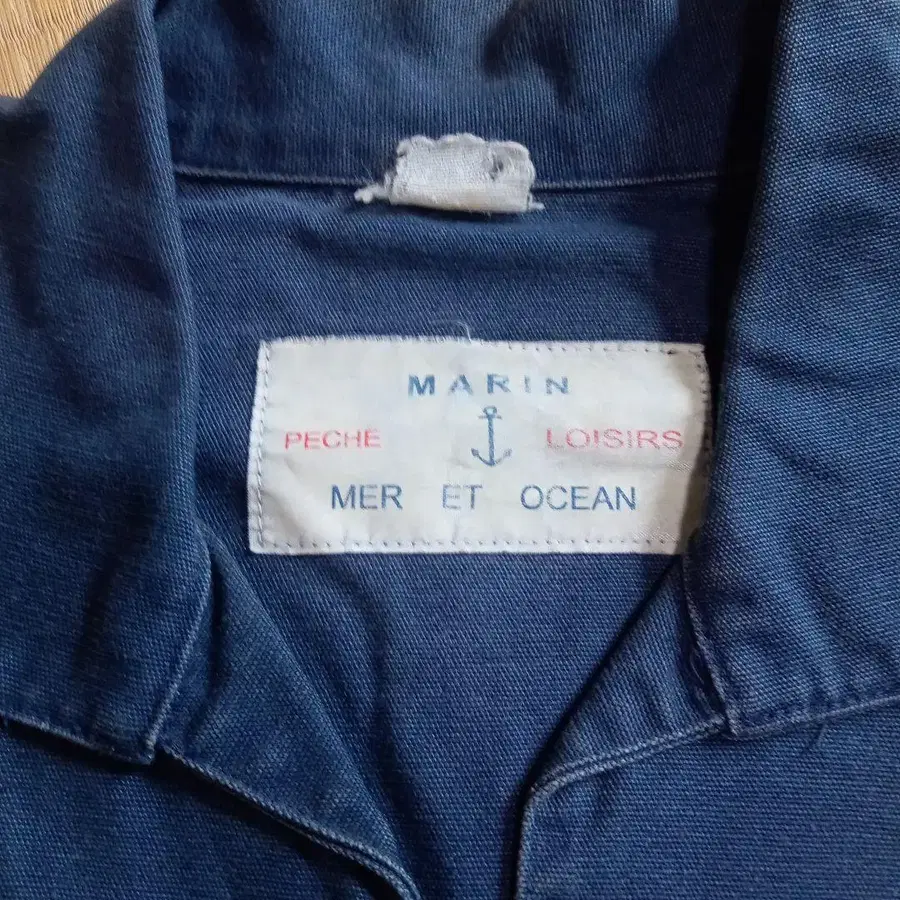 MARIN
PECHE LOISIRS
MER ET OCEAN